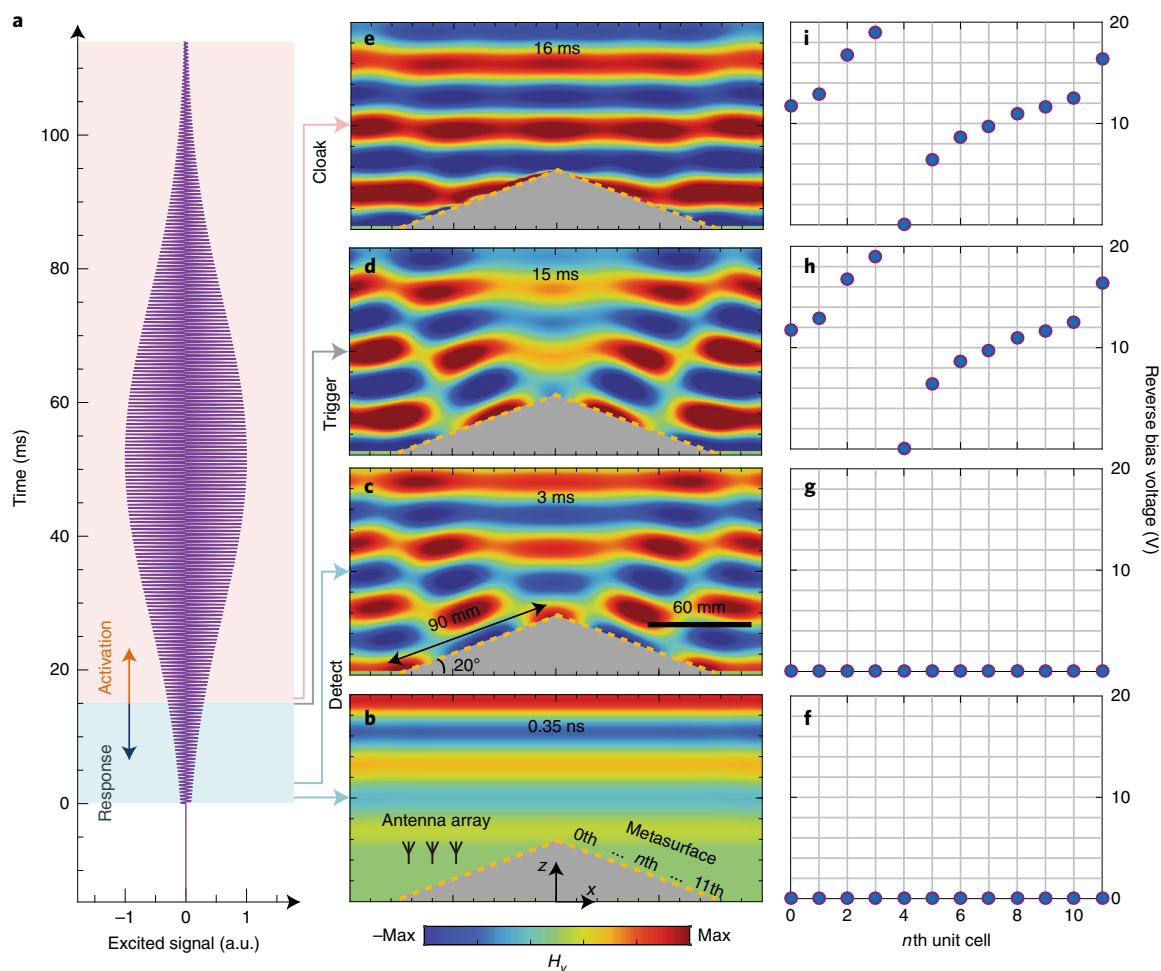 a
Time (ms)
100
80
60
40
20
0
Activation
Response
−1
0
1
Excited signal (a.u.)
Cloak
Trigger
Detect
e
16 ms
d
15 ms
c
3 ms
90 mm
20°
60 mm
b
0.35 ns
Antenna array
Metasurface
0th ... nth ... 11th
z
x
−Max
Max
Hy
i
20
10
h
20
10
g
20
10
f
20
10
0
0
2
4
6
8
10
nth unit cell
Reverse bias voltage (V)